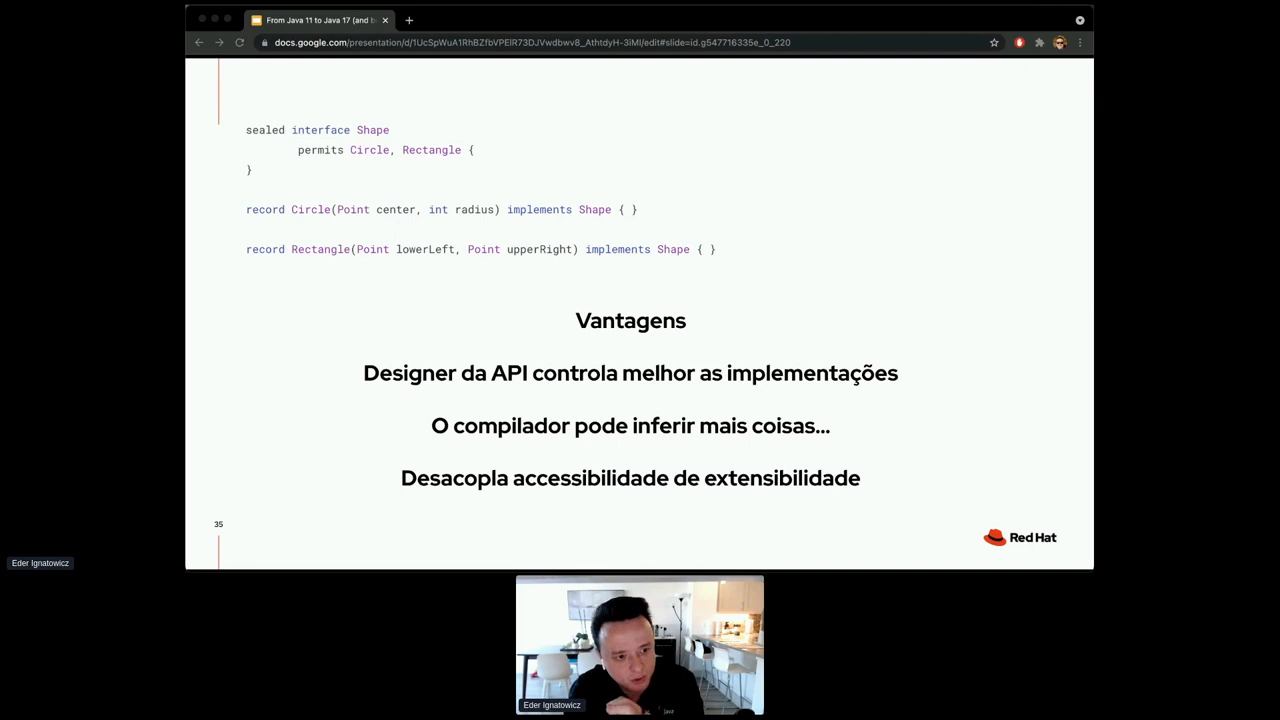 From Java 11 to Java 17 (and b
docs.google.com/presentation/d/1UcSpWuA1RhBZfbVPElR73DJVwdbwv8_AthtdyH-3iMI/edit#slide=id.g547716335e_0_220
sealed interface Shape
permits Circle, Rectangle {
}
record Circle(Point center, int radius) implements Shape { }
record Rectangle(Point lowerLeft, Point upperRight) implements Shape { }
Vantagens
Designer da API controla melhor as implementações
O compilador pode inferir mais coisas...
Desacopla accessibilidade de extensibilidade
35
Red Hat
Eder Ignatowicz
Eder Ignatowicz
Java